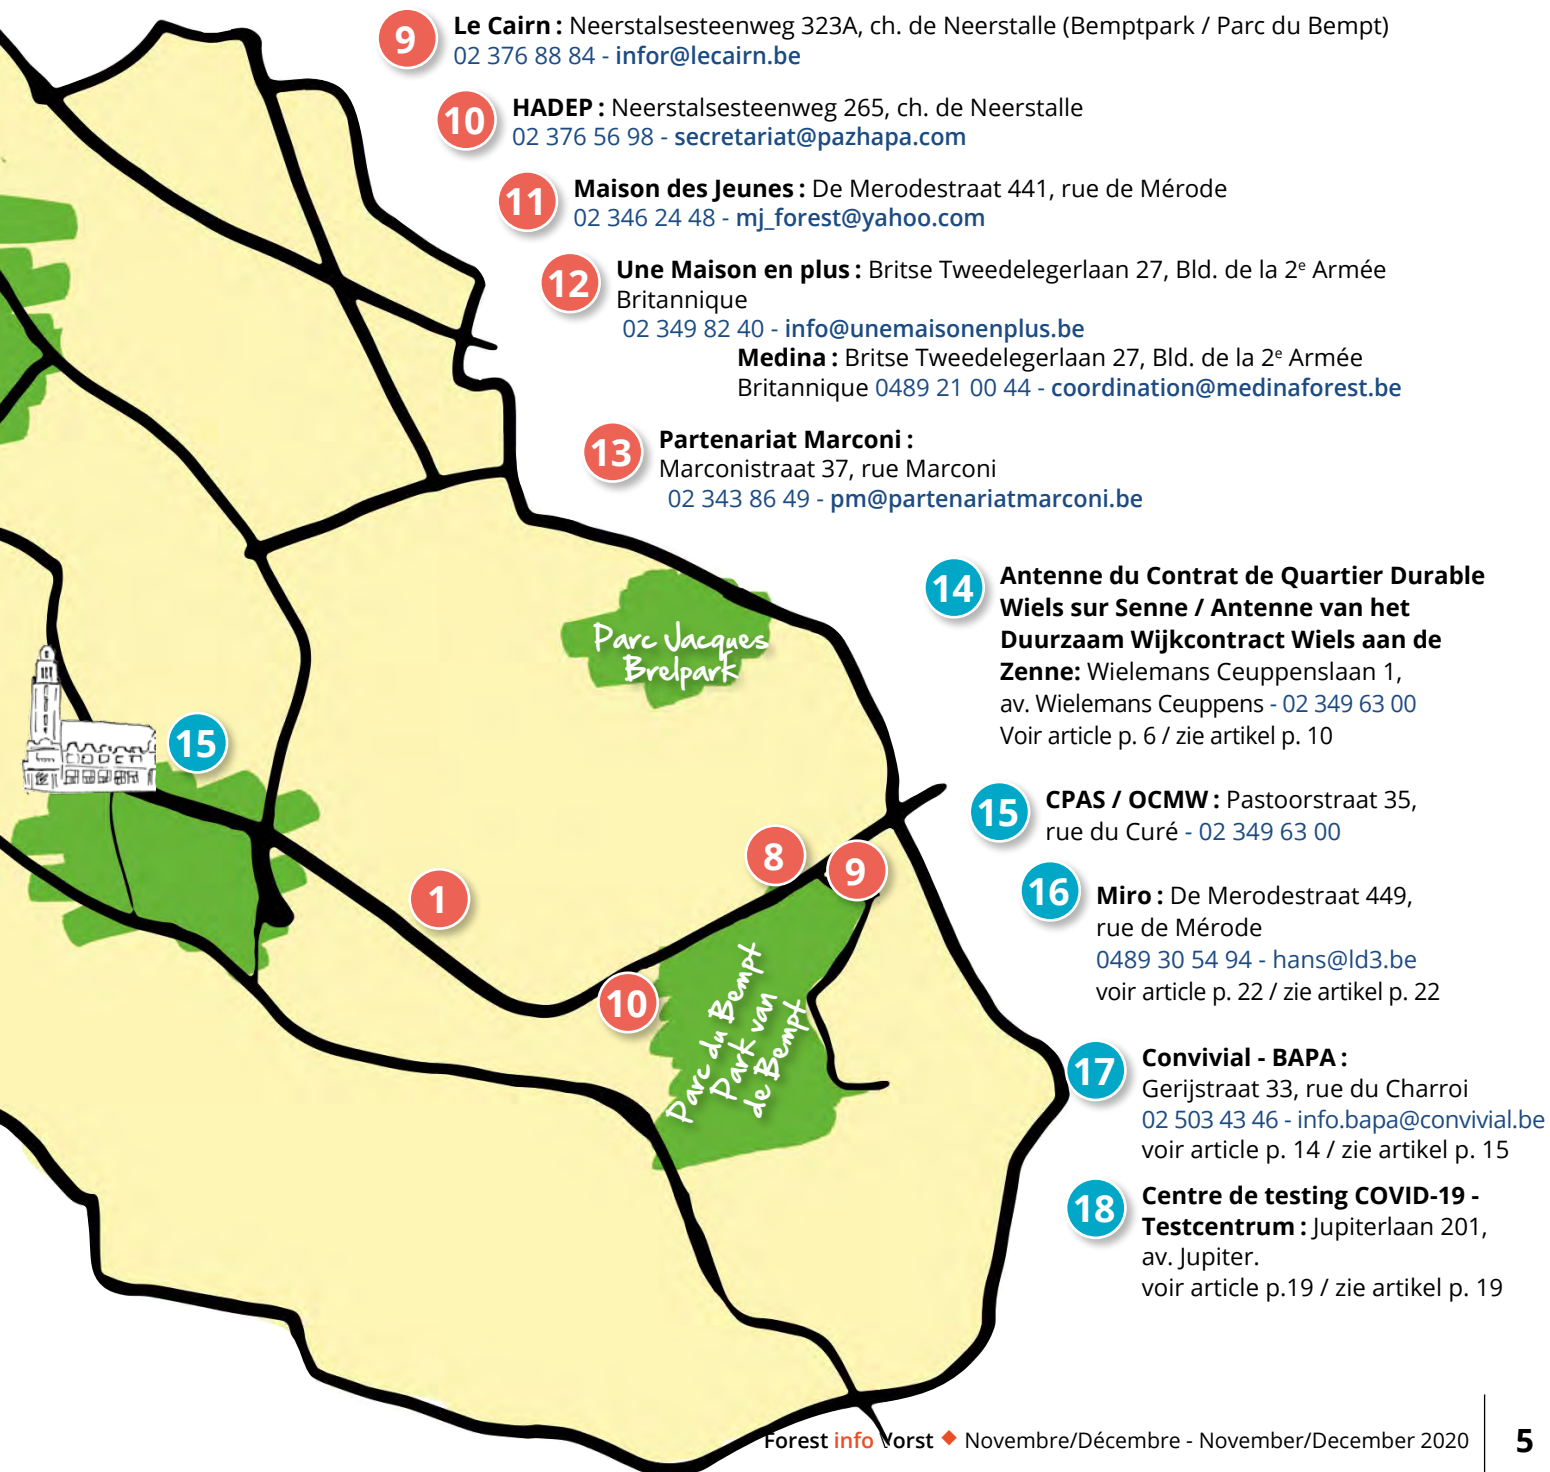 9 Le Cairn : Neerstalsesteenweg 323A, ch. de Neerstalle (Bemptpark / Parc du Bempt)
02 376 88 84 - infor@lecairn.be
10 HADEP : Neerstalsesteenweg 265, ch. de Neerstalle
02 376 56 98 - secretariat@pazhapa.com
11 Maison des Jeunes : De Merodestraat 441, rue de Mérode
02 346 24 48 - mj_forest@yahoo.com
12 Une Maison en plus : Britse Tweedelegerlaan 27, Bld. de la 2e Armée
Britannique
02 349 82 40 - info@unemaisonenplus.be
Medina : Britse Tweedelegerlaan 27, Bld. de la 2e Armée
Britannique 0489 21 00 44 - coordination@medinaforest.be
13 Partenariat Marconi :
Marconistraat 37, rue Marconi
02 343 86 49 - pm@partenariatmarconi.be
14 Antenne du Contrat de Quartier Durable
Wiels sur Senne / Antenne van het
Duurzaam Wijkcontract Wiels aan de
Zenne: Wielemans Ceuppenslaan 1,
av. Wielemans Ceuppens - 02 349 63 00
Voir article p. 6 / zie artikel p. 10
15 CPAS / OCMW : Pastoorstraat 35,
rue du Curé - 02 349 63 00
16 Miro : De Merodestraat 449,
rue de Mérode
0489 30 54 94 - hans@ld3.be
voir article p. 22 / zie artikel p. 22
17 Convivial - BAPA :
Gerijstraat 33, rue du Charroi
02 503 43 46 - info.bapa@convivial.be
voir article p. 14 / zie artikel p. 15
18 Centre de testing COVID-19 -
Testcentrum : Jupiterlaan 201,
av. Jupiter.
voir article p.19 / zie artikel p. 19
Parc Jacques
Brelpark
15
8
9
1
10
Parc du Bempt
Park van
de Bempt
Forest info Vorst ◆ Novembre/Décembre - November/December 2020 5